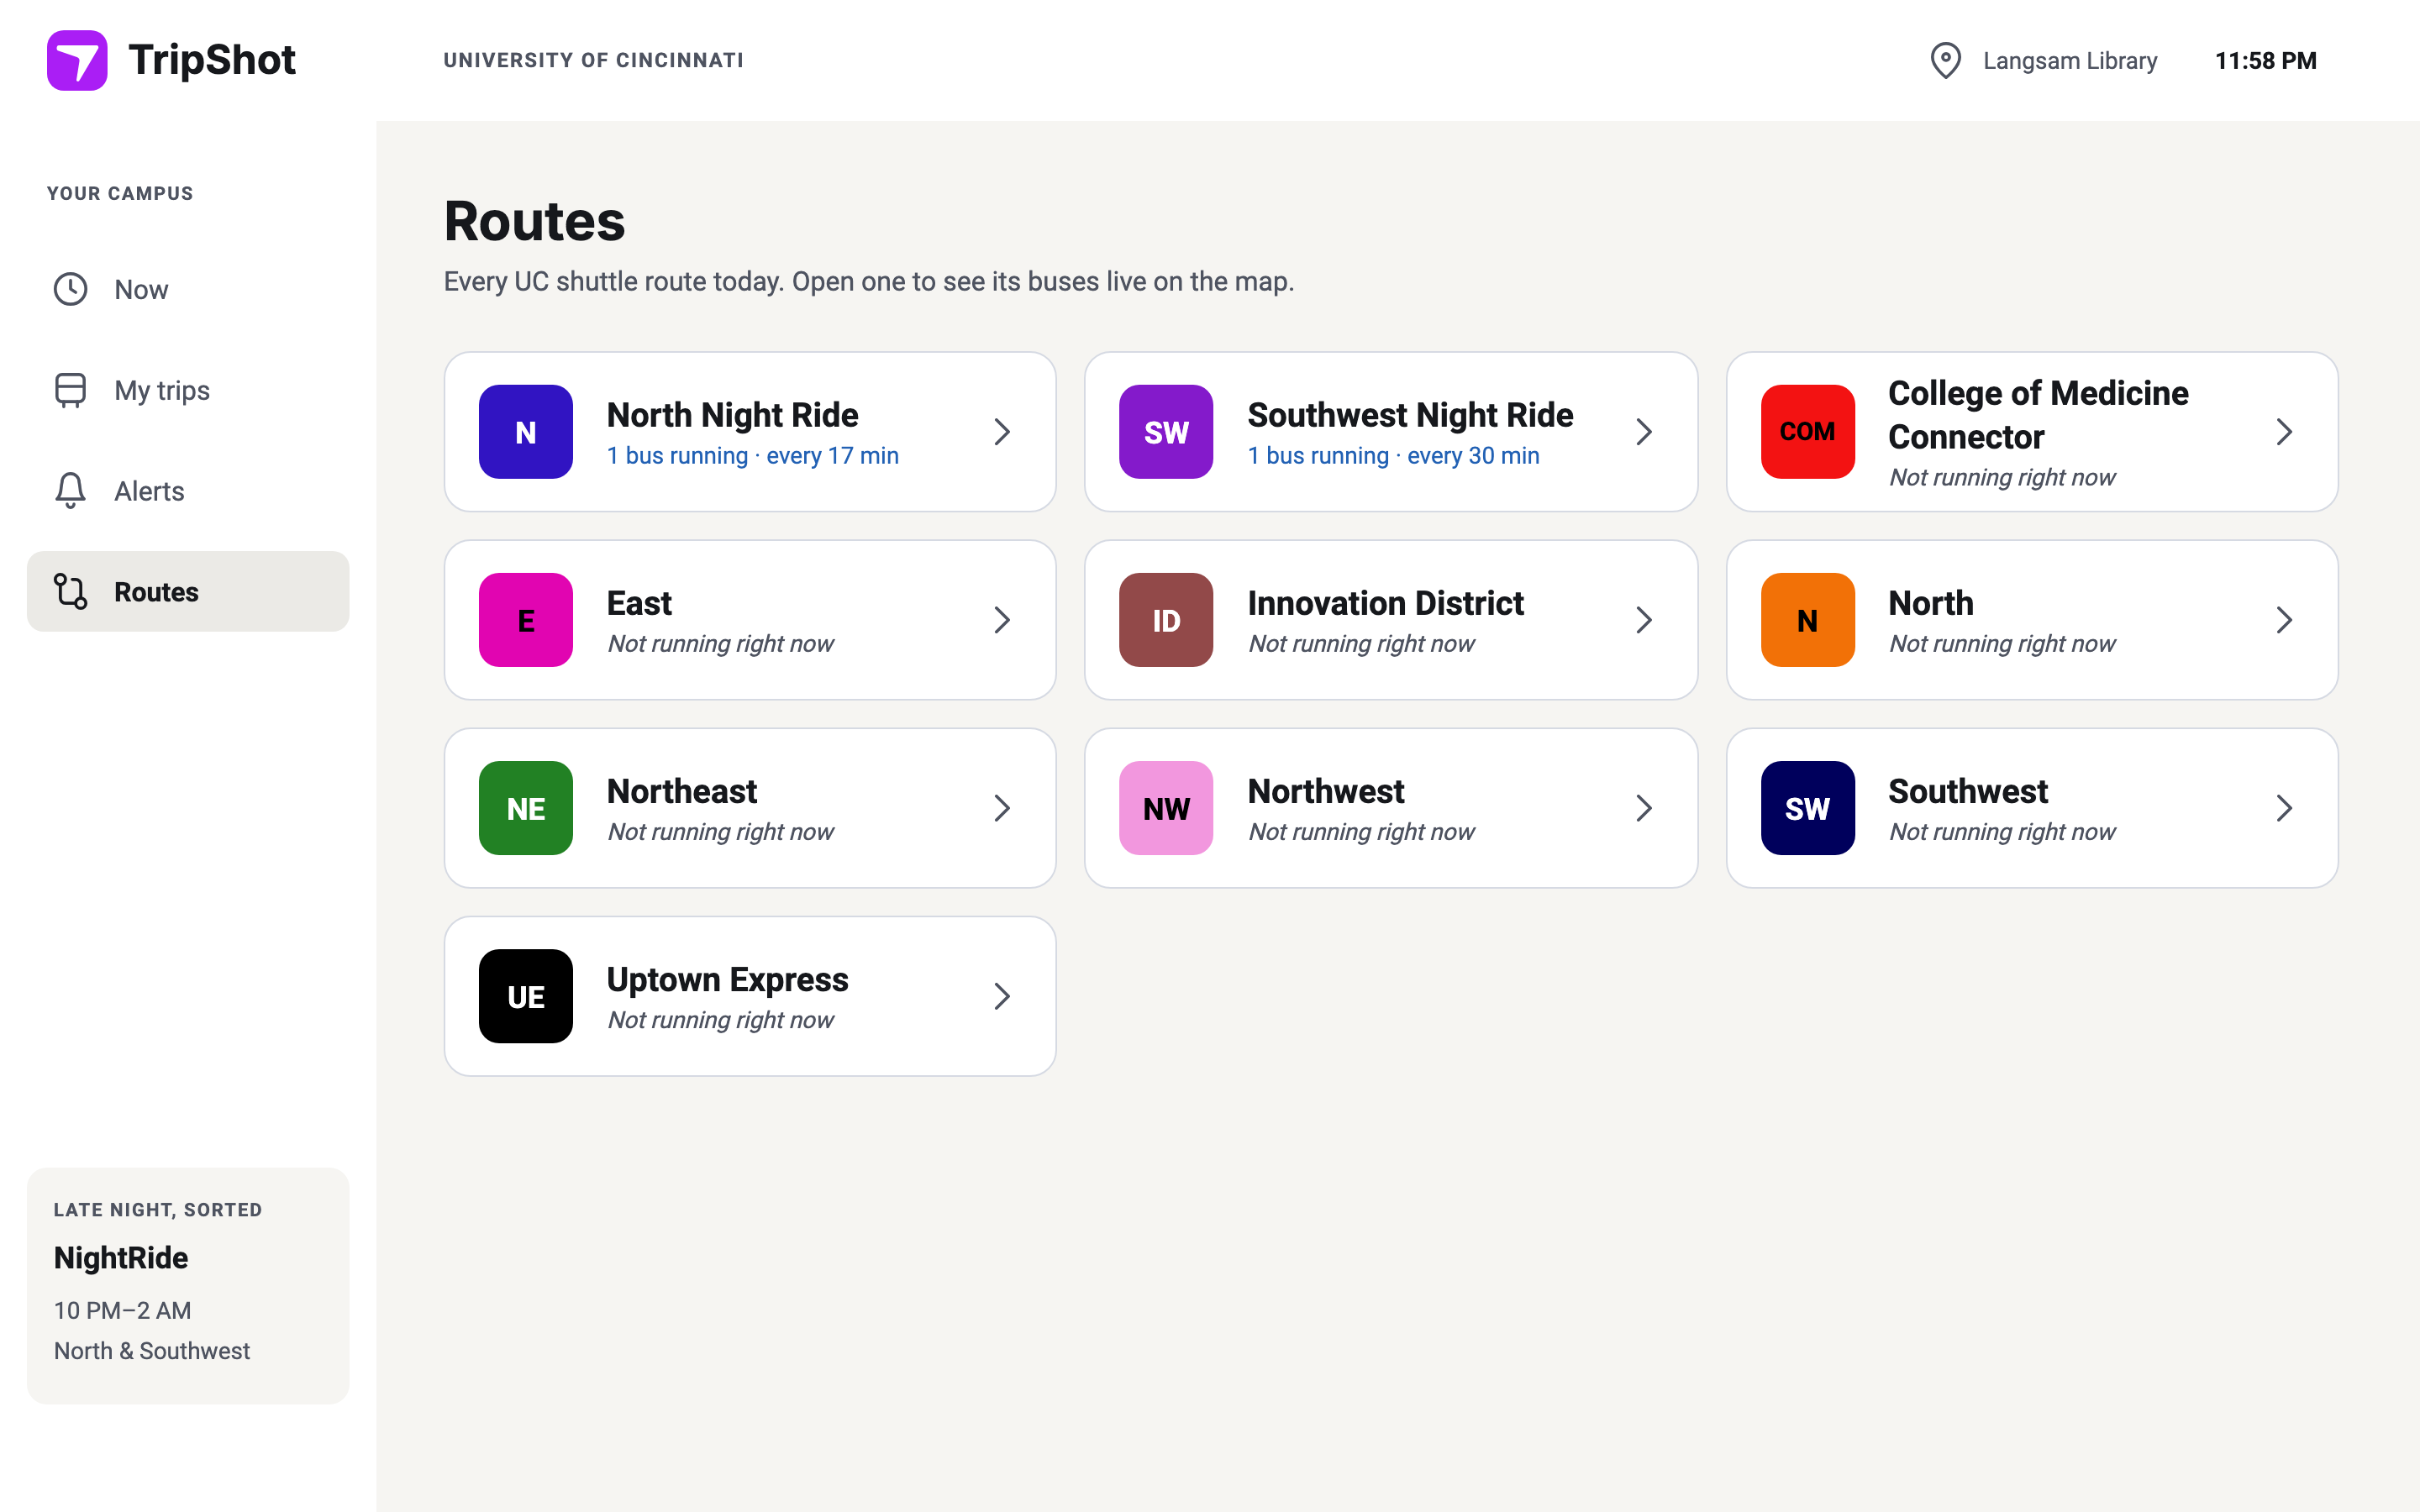 TripShot
UNIVERSITY OF CINCINNATI
Langsam Library
11:58 PM
YOUR CAMPUS
Now
My trips
Alerts
Routes
LATE NIGHT, SORTED
NightRide
10 PM–2 AM
North & Southwest
Routes
Every UC shuttle route today. Open one to see its buses live on the map.
N
North Night Ride
1 bus running · every 17 min
SW
Southwest Night Ride
1 bus running · every 30 min
COM
College of Medicine
Connector
Not running right now
E
East
Not running right now
ID
Innovation District
Not running right now
N
North
Not running right now
NE
Northeast
Not running right now
NW
Northwest
Not running right now
SW
Southwest
Not running right now
UE
Uptown Express
Not running right now